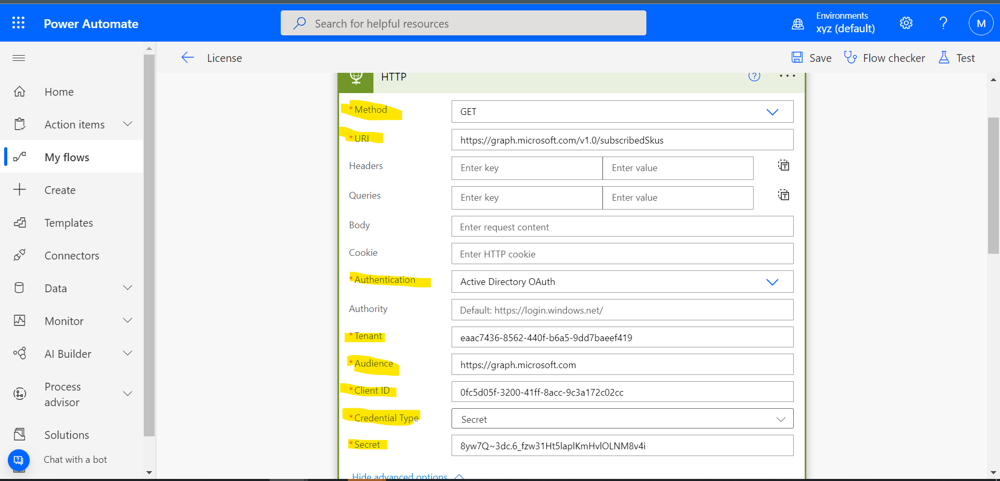 Power Automate
Search for helpful resources
Environments
xyz (default)
?
M
License
Save
Flow checker
Test
Home
Action items
My flows
Create
Templates
Connectors
Data
Monitor
AI Builder
Process
advisor
Solutions
Chat with a bot
HTTP
?
* Method
GET
* URI
https://graph.microsoft.com/v1.0/subscribedSkus
Headers
Enter key
Enter value
Queries
Enter key
Enter value
Body
Enter request content
Cookie
Enter HTTP cookie
* Authentication
Active Directory OAuth
Authority
Default: https://login.windows.net/
* Tenant
eaac7436-8562-440f-b6a5-9dd7baeef419
* Audience
https://graph.microsoft.com
* Client ID
0fc5d05f-3200-41ff-8acc-9c3a172c02cc
* Credential Type
Secret
* Secret
8yw7Q~3dc.6_fzw31Ht5laplKmHvlOLNM8v4i
Hide advanced options